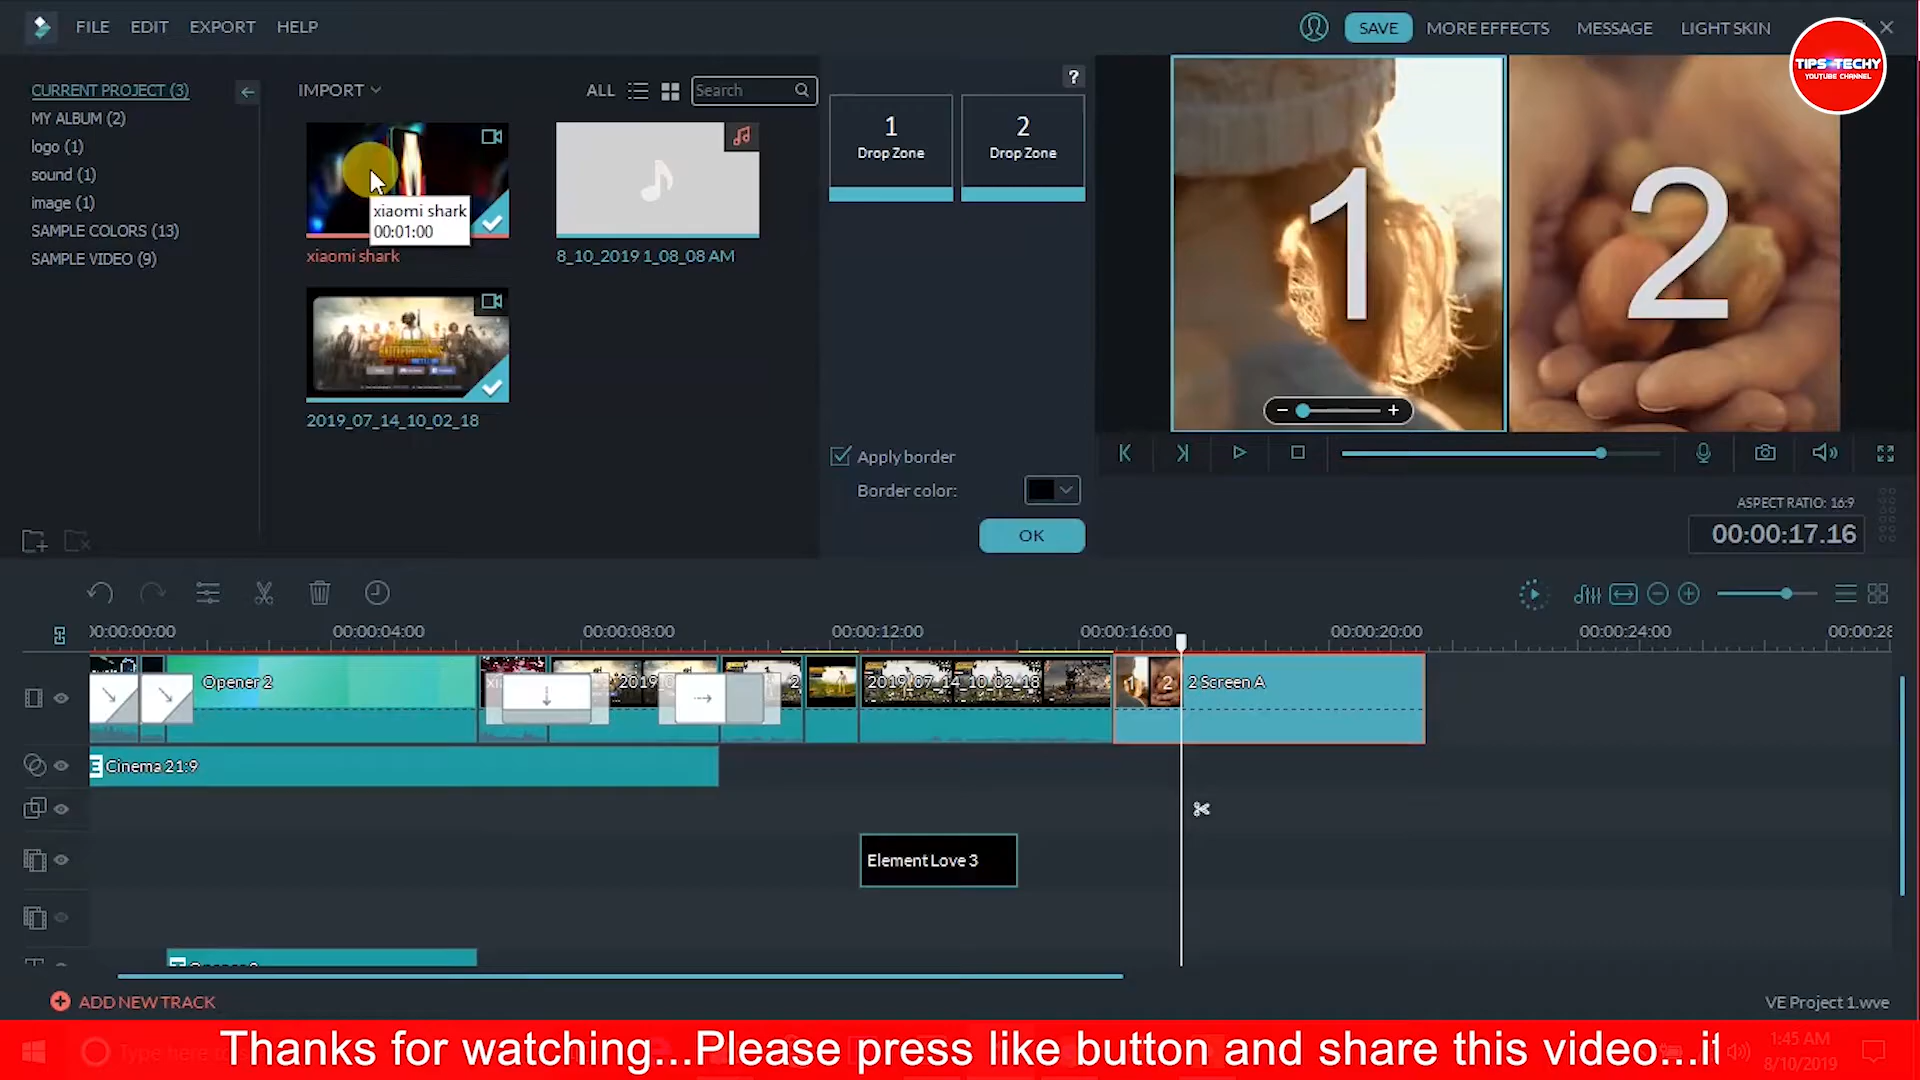 FILE EDIT EXPORT HELP
SAVE MORE EFFECTS MESSAGE LIGHT SKIN
TIPS TECHY
YOUTUBE CHANNEL
CURRENT PROJECT (3)
MY ALBUM (2)
logo (1)
sound (1)
image (1)
SAMPLE COLORS (13)
SAMPLE VIDEO (9)
IMPORT
ALL
Search
xiaomi shark
00:01:00
xiaomi shark
8_10_2019 1_08_08 AM
2019_07_14_10_02_18
?
1
Drop Zone
2
Drop Zone
Apply border
Border color:
OK
1
2
ASPECT RATIO: 16:9
00:00:17.16
00:00:00:00 00:00:04:00 00:00:08:00 00:00:12:00 00:00:16:00 00:00:20:00 00:00:24:00 00:00:28
Opener 2
2019_07_14_10_02_18
1 2 2 Screen A
Cinema 21:9
Element Love 3
ADD NEW TRACK
VE Project 1.wve
Thanks for watching...Please press like button and share this video...it
1:45 AM
8/10/2019